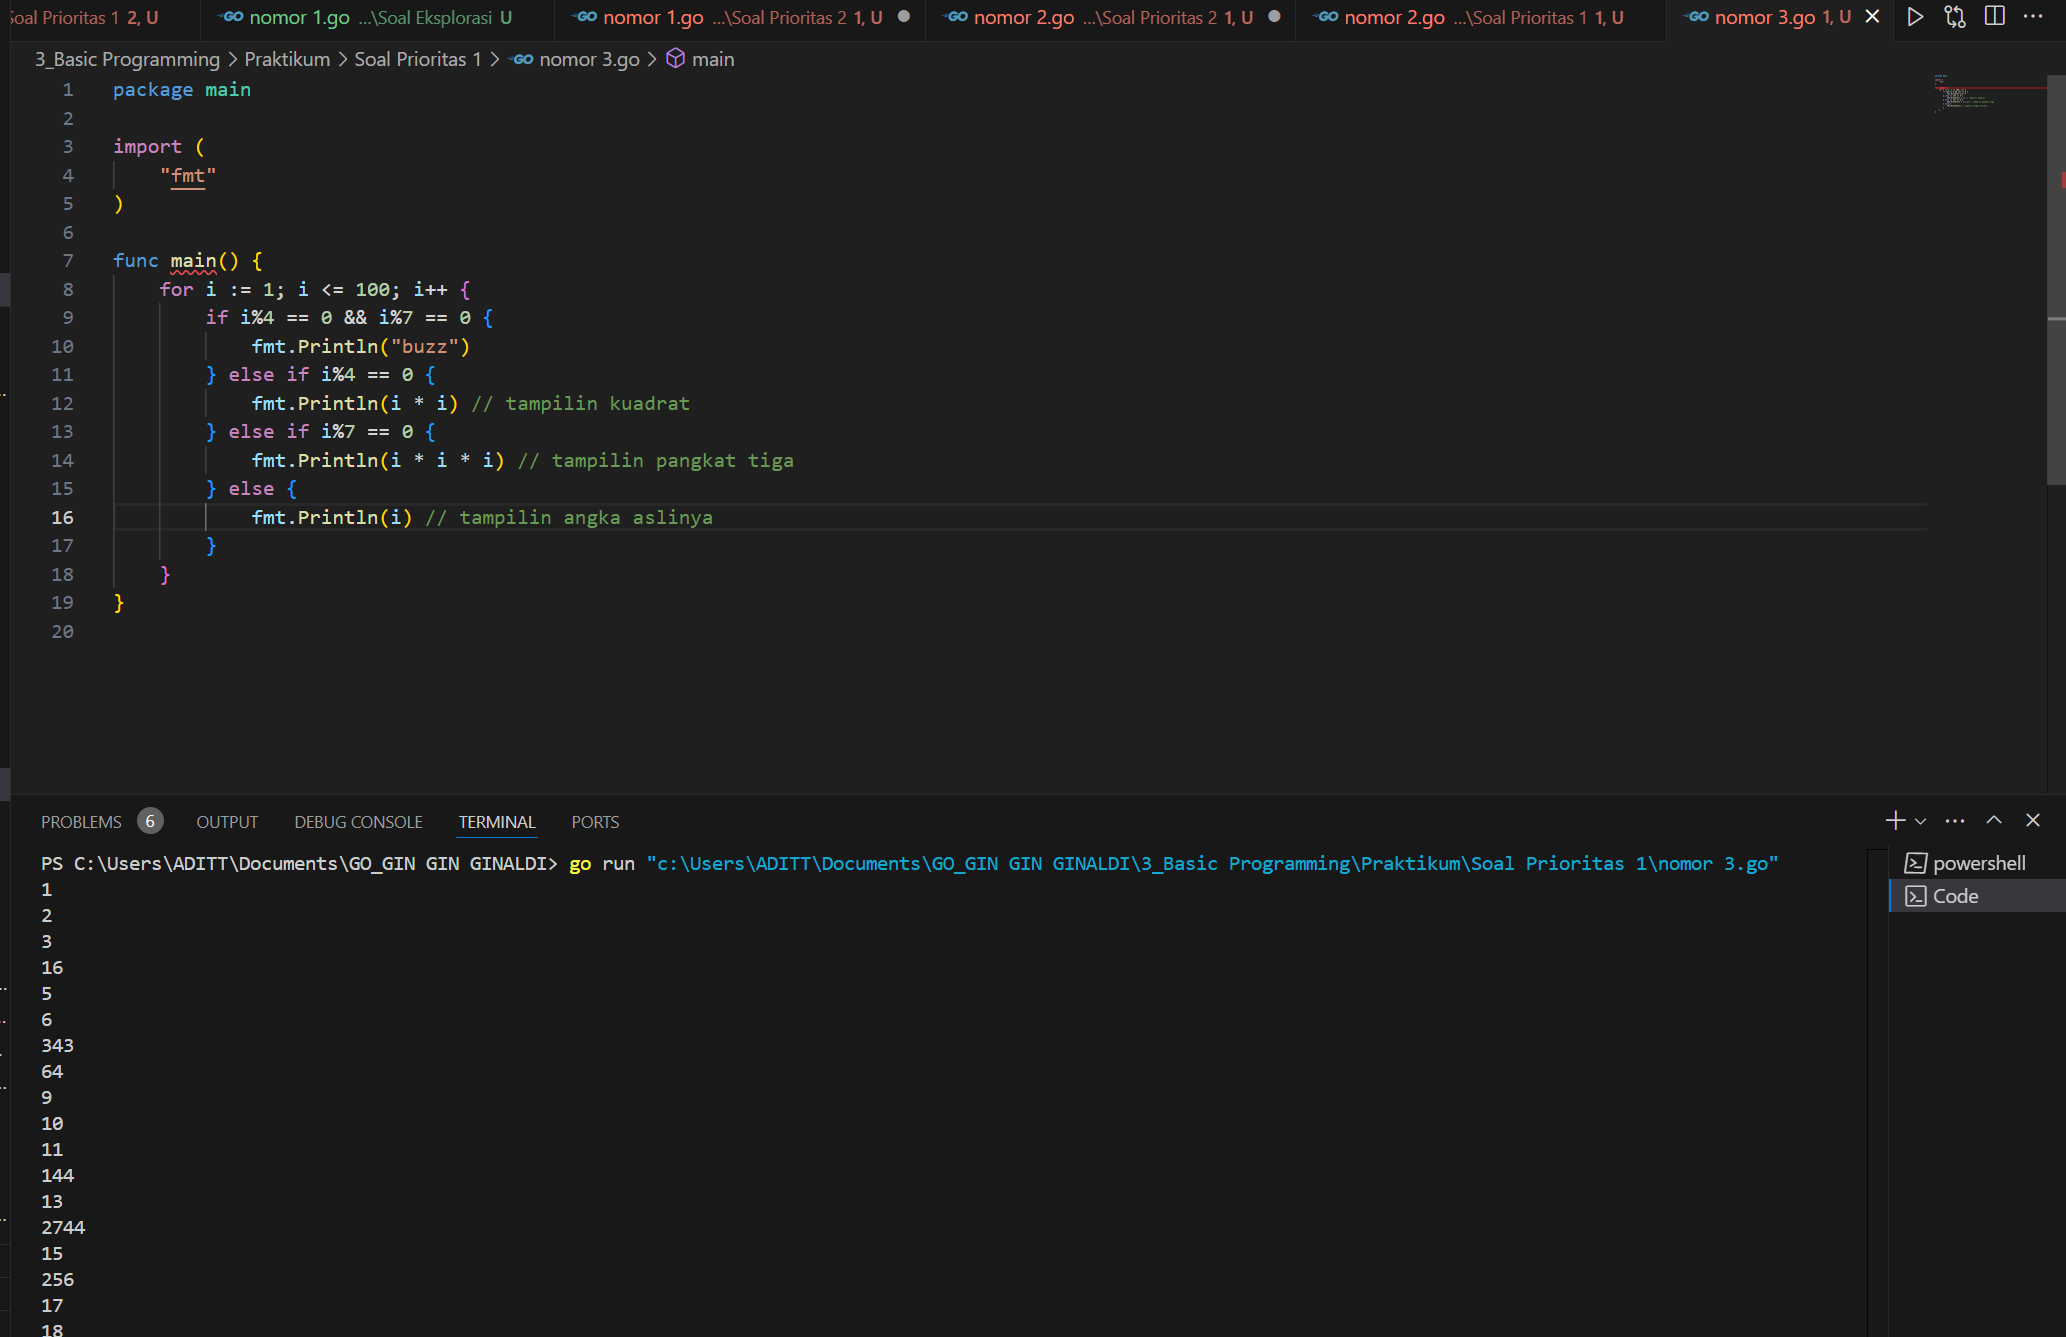 Soal Prioritas 1 2, U
GO nomor 1.go ...\Soal Eksplorasi U
GO nomor 1.go ...\Soal Prioritas 2 1, U
GO nomor 2.go ...\Soal Prioritas 2 1, U
GO nomor 2.go ...\Soal Prioritas 1 1, U
GO nomor 3.go 1, U
3_Basic Programming > Praktikum > Soal Prioritas 1 > GO nomor 3.go > main
1 package main
2
3 import (
4     "fmt"
5 )
6
7 func main() {
8     for i := 1; i <= 100; i++ {
9         if i%4 == 0 && i%7 == 0 {
10             fmt.Println("buzz")
11         } else if i%4 == 0 {
12             fmt.Println(i * i) // tampilin kuadrat
13         } else if i%7 == 0 {
14             fmt.Println(i * i * i) // tampilin pangkat tiga
15         } else {
16             fmt.Println(i) // tampilin angka aslinya
17         }
18     }
19 }
20
PROBLEMS 6 OUTPUT DEBUG CONSOLE TERMINAL PORTS
PS C:\Users\ADITT\Documents\GO_GIN GIN GINALDI> go run "c:\Users\ADITT\Documents\GO_GIN GIN GINALDI\3_Basic Programming\Praktikum\Soal Prioritas 1\nomor 3.go"
1
2
3
16
5
6
343
64
9
10
11
144
13
2744
15
256
17
18
powershell
Code